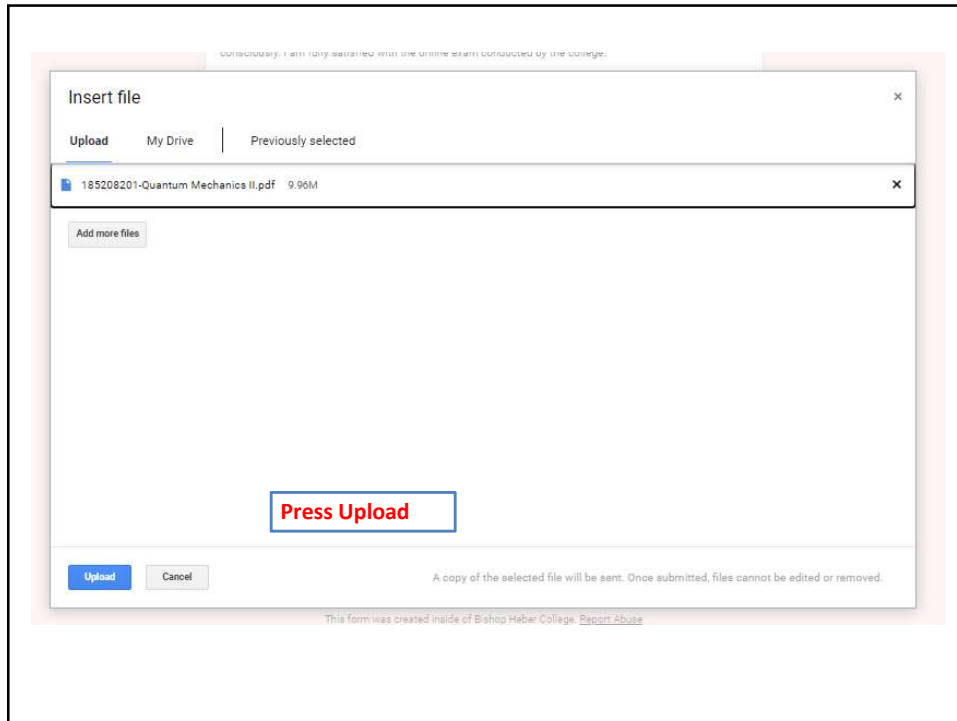 consciously. I am fully satisfied with the online exam conducted by the college.
Insert file ×
Upload My Drive Previously selected
185208201-Quantum Mechanics II.pdf 9.96M ×
Add more files
Press Upload
Upload Cancel A copy of the selected file will be sent. Once submitted, files cannot be edited or removed.
This form was created inside of Bishop Heber College. Report Abuse